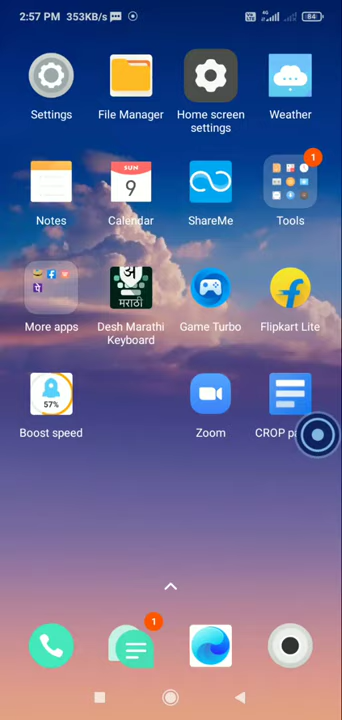 2:57 PM 353KB/s 84
Settings File Manager Home screen settings Weather
SUN
9
1
Notes Calendar ShareMe Tools
अ
मराठी
More apps Desh Marathi Keyboard Game Turbo Flipkart Lite
57%
Boost speed Zoom CROP
1